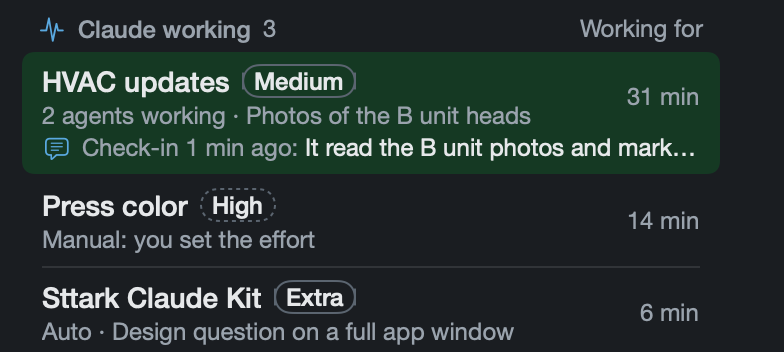 Claude working 3 Working for
HVAC updates Medium
31 min
2 agents working · Photos of the B unit heads
Check-in 1 min ago: It read the B unit photos and mark…
Press color High
14 min
Manual: you set the effort
Sttark Claude Kit Extra
6 min
Auto · Design question on a full app window